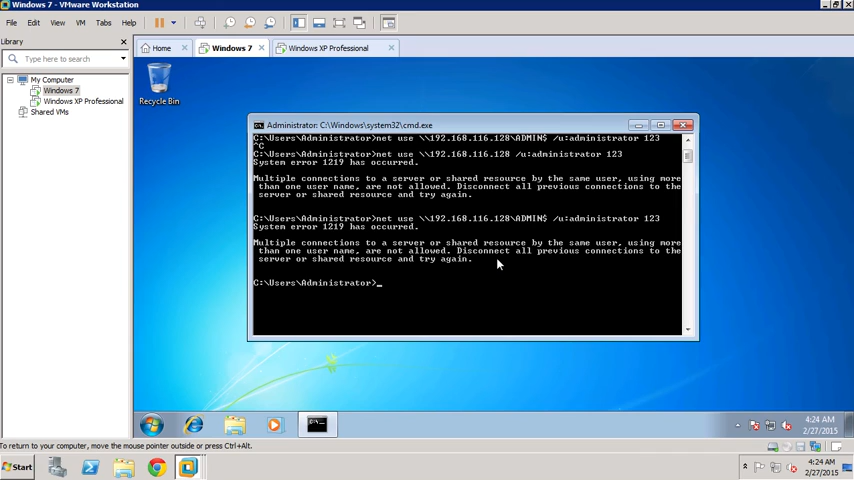 Windows 7 - VMware Workstation
File Edit View VM Tabs Help
Library
Type here to search
My Computer
Windows 7
Windows XP Professional
Shared VMs
Home
Windows 7
Windows XP Professional
Recycle Bin
Administrator: C:\Windows\system32\cmd.exe
C:\Users\Administrator>net use \\192.168.116.128\ADMIN$ /u:administrator 123
^C
C:\Users\Administrator>net use \\192.168.116.128 /u:administrator 123
System error 1219 has occurred.
Multiple connections to a server or shared resource by the same user, using more
than one user name, are not allowed. Disconnect all previous connections to the
server or shared resource and try again.
C:\Users\Administrator>net use \\192.168.116.128\ADMIN$ /u:administrator 123
System error 1219 has occurred.
Multiple connections to a server or shared resource by the same user, using more
than one user name, are not allowed. Disconnect all previous connections to the
server or shared resource and try again.
C:\Users\Administrator>_
4:24 AM
2/27/2015
To return to your computer, move the mouse pointer outside or press Ctrl+Alt.
Start
4:24 AM
2/27/2015